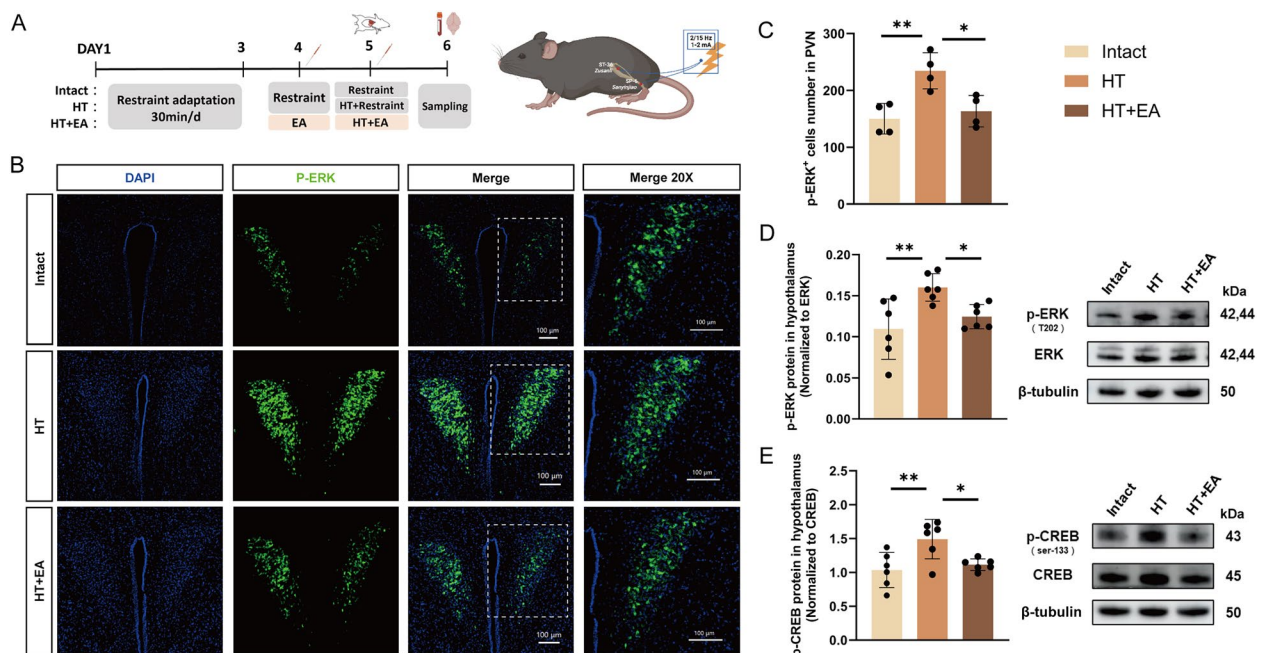 A
DAY1 3 4 5 6
Intact :
HT :
HT+EA :
Restraint adaptation
30min/d
Restraint
EA
Restraint
HT+Restraint
HT+EA
Sampling
2/15 Hz
1-2 mA
ST-36
Zusanli
SP-6
Sanyinjiao
B
DAPI P-ERK Merge Merge 20X
Intact
100 μm 100 μm
HT
100 μm 100 μm
HT+EA
100 μm 100 μm
C
p-ERK+ cells number in PVN
300
200
100
0
** *
Intact
HT
HT+EA
D
p-ERK protein in hypothalamus
(Normalized to ERK)
0.20
0.15
0.10
0.05
0.00
** *
Intact HT HT+EA
kDa
p-ERK 42,44
( T202 )
ERK 42,44
β-tubulin 50
E
p-CREB protein in hypothalamus
(Normalized to CREB)
2.5
2.0
1.5
1.0
0.5
0.0
** *
Intact HT HT+EA
kDa
p-CREB 43
( ser-133 )
CREB 45
β-tubulin 50